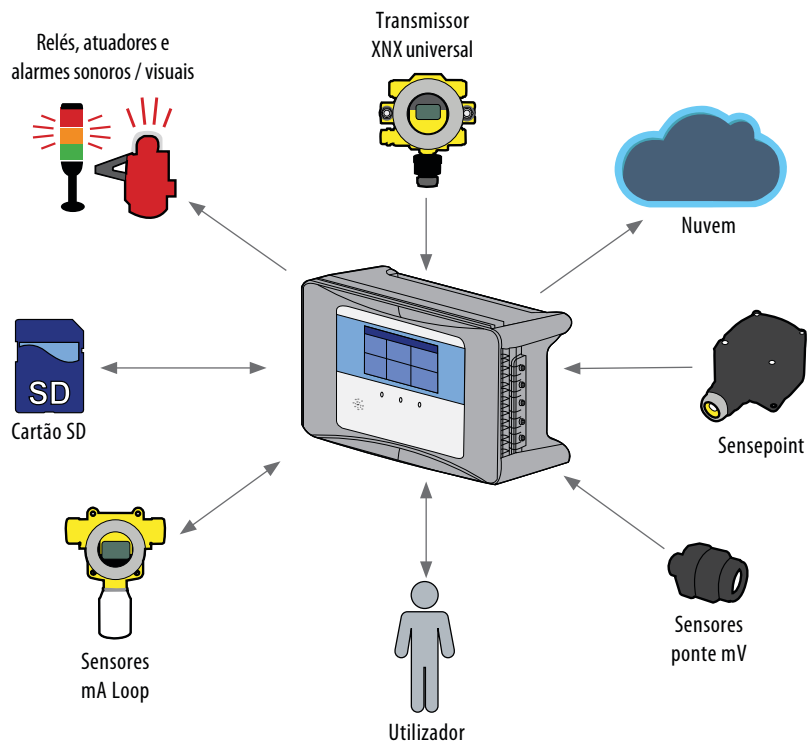 Transmissor
XNX universal
Relés, atuadores e
alarmes sonoros / visuais
Nuvem
SD
Cartão SD
Sensepoint
Sensores
mA Loop
Sensores
ponte mV
Utilizador